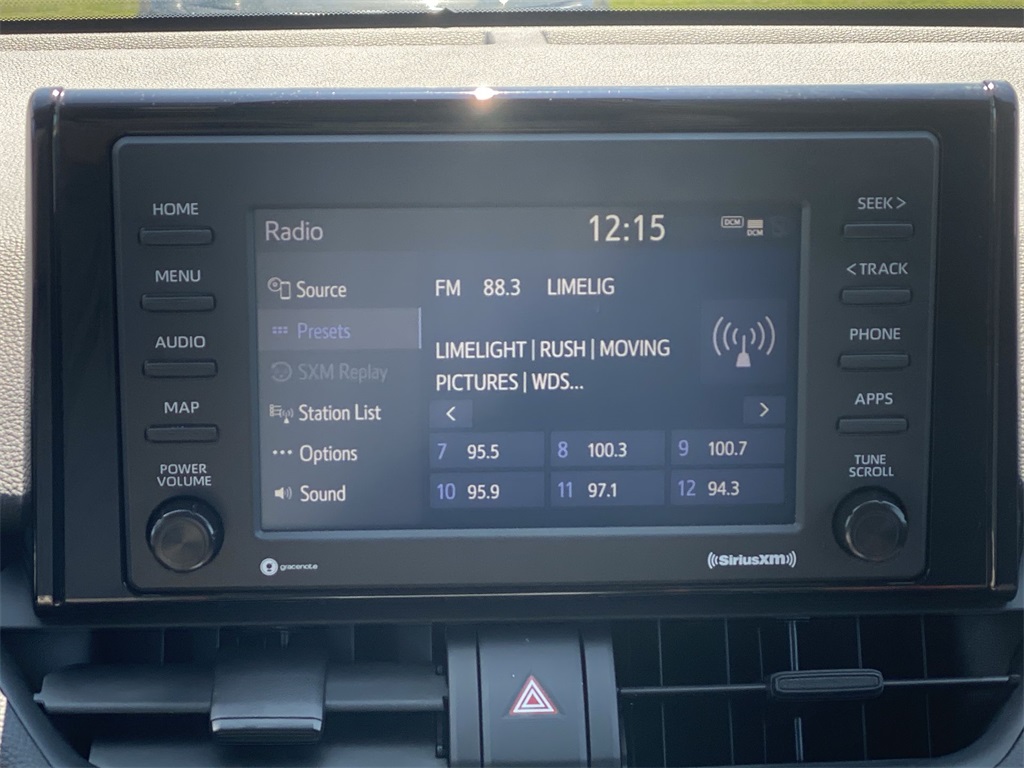 HOME
MENU
AUDIO
MAP
POWER
VOLUME
Radio
12:15
DCM
DCM
Source
Presets
SXM Replay
Station List
Options
Sound
FM 88.3 LIMELIG
LIMELIGHT | RUSH | MOVING
PICTURES | WDS...
<
>
7 95.5
8 100.3
9 100.7
10 95.9
11 97.1
12 94.3
SEEK >
< TRACK
PHONE
APPS
TUNE
SCROLL
gracenote
SiriusXM